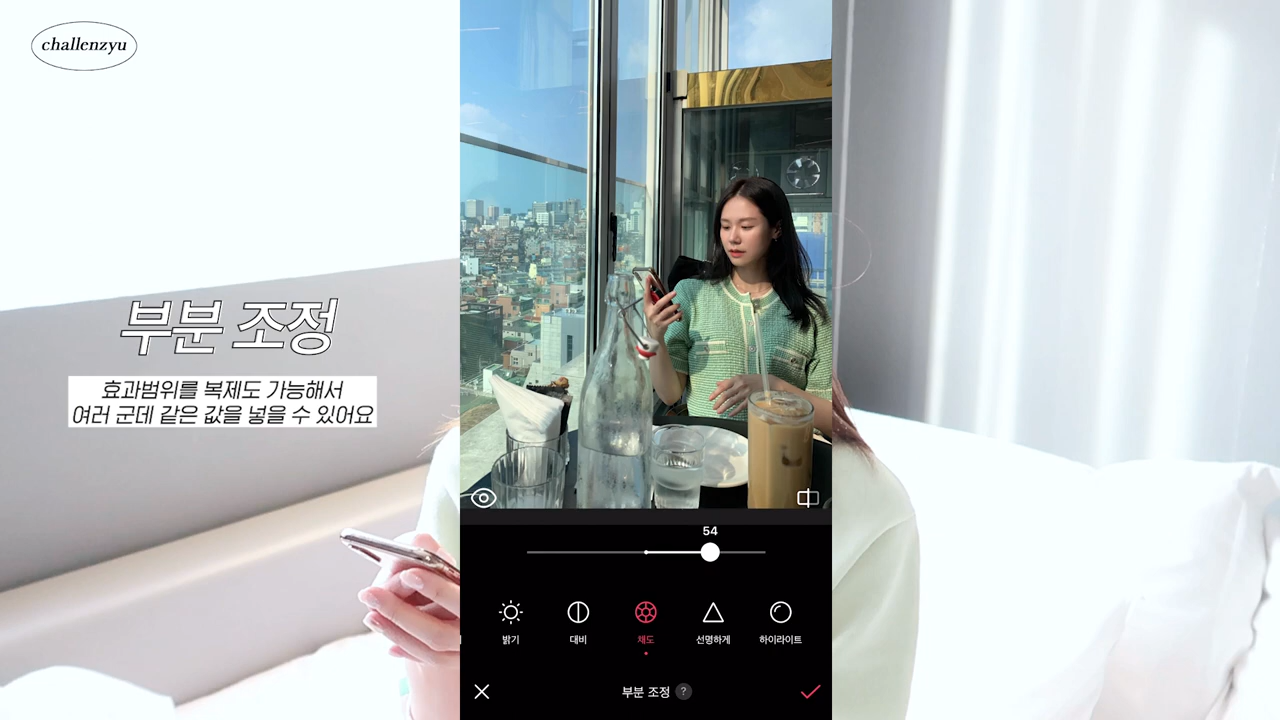 challenzyu
부분 조정
효과범위를 복제도 가능해서
여러 군데 같은 값을 넣을 수 있어요
54
밝기
대비
채도
선명하게
하이라이트
부분 조정 ?